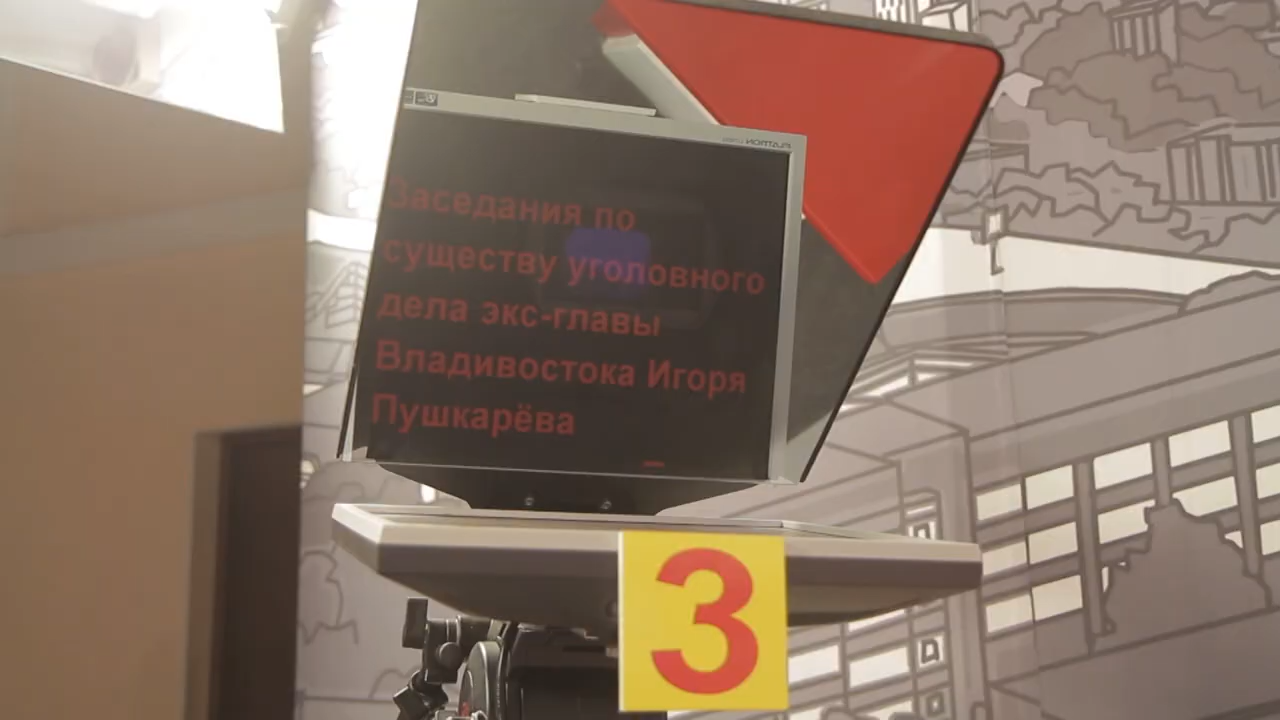 Заседания по
существу уголовного
дела экс-главы
Владивостока Игоря
Пушкарёва
3